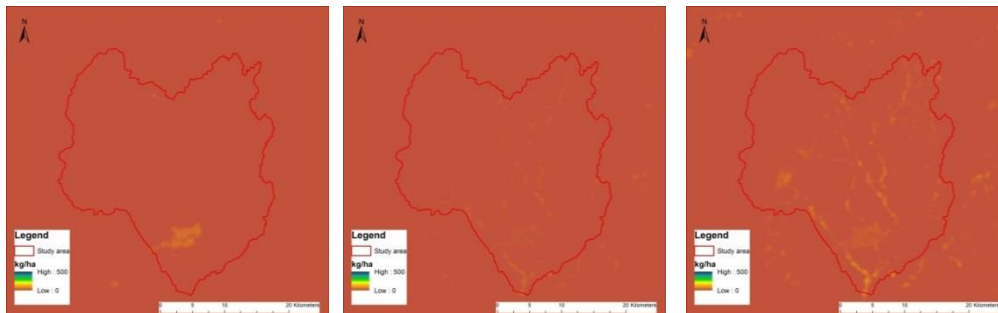 N
Legend
Study area
kg/ha
High : 500
Low : 0
0 5 10 20 Kilometers
N
Legend
Study area
kg/ha
High : 500
Low : 0
0 5 10 20 Kilometers
N
Legend
Study area
kg/ha
High : 500
Low : 0
0 5 10 20 Kilometers